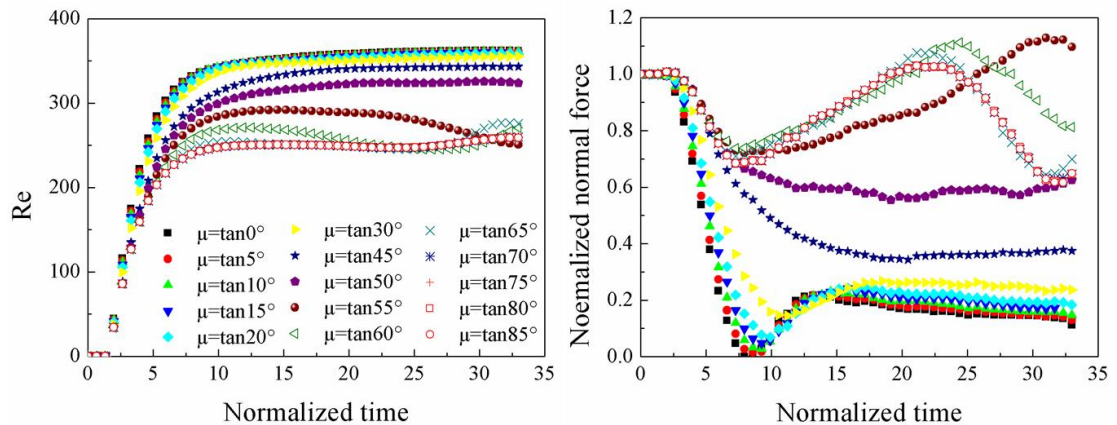 400
300
200
100
0
Re
μ=tan0°
μ=tan5°
μ=tan10°
μ=tan15°
μ=tan20°
μ=tan30°
μ=tan45°
μ=tan50°
μ=tan55°
μ=tan60°
μ=tan65°
μ=tan70°
μ=tan75°
μ=tan80°
μ=tan85°
0 5 10 15 20 25 30 35
Normalized time
1.2
1.0
0.8
0.6
0.4
0.2
0.0
Noemalized normal force
0 5 10 15 20 25 30 35
Normalized time